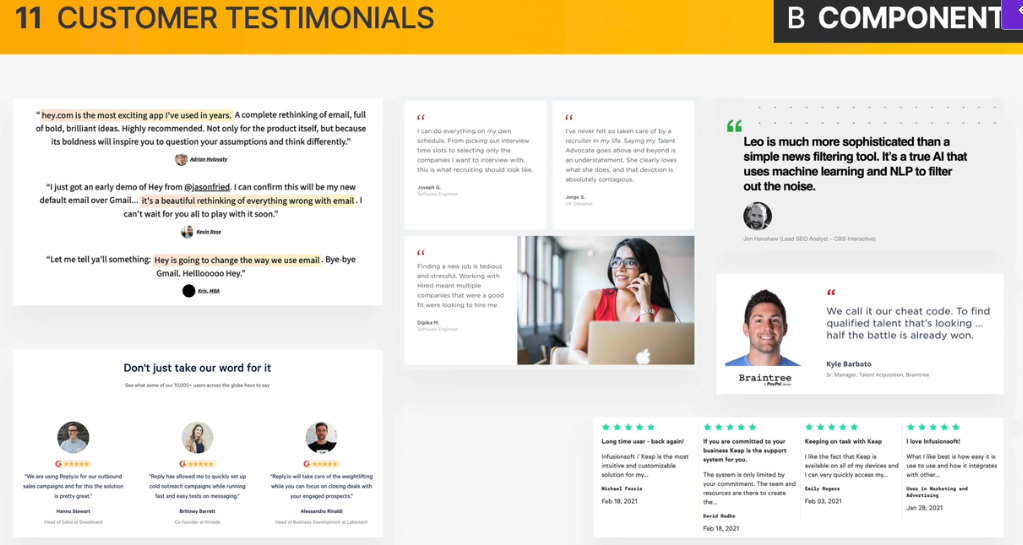 11 CUSTOMER TESTIMONIALS
B COMPONENT
“hey.com is the most exciting app I've used in years. A complete rethinking of email, full
of bold, brilliant ideas. Highly recommended. Not only for the product itself, but because
its boldness will inspire you to question your assumptions and think differently.”
Adrian Holovaty
“I just got an early demo of Hey from @jasonfried. I can confirm this will be my new
default email over Gmail... it's a beautiful rethinking of everything wrong with email. I
can't wait for you all to play with it soon.”
Kevin Rose
“Let me tell ya'll something: Hey is going to change the way we use email. Bye-bye
Gmail. Helloooooo Hey.”
Kris, MBA
“
I can do everything on my own
schedule. From picking out interview
time slots to selecting only the
companies I want to interview with,
this is what recruiting should look like.
Joseph G.
Software Engineer
“
I've never felt so taken care of by a
recruiter in my life. Saying my Talent
Advocate goes above and beyond is
an understatement. She clearly loves
what she does, and that devotion is
absolutely contagious.
Jorge S.
UX Designer
“
Finding a new job is tedious
and stressful. Working with
Hired meant multiple
companies that were a good
fit were looking to hire me.
Dipika M.
Software Engineer
“
Leo is much more sophisticated than a
simple news filtering tool. It's a true AI that
uses machine learning and NLP to filter
out the noise.
Jon Henshaw (Lead SEO Analyst – CBS Interactive)
“
We call it our cheat code. To find
qualified talent that's looking ...
half the battle is already won.
Kyle Barbato
Sr. Manager, Talent Acquisition, Braintree
Braintree
A PayPal Service
Don't just take our word for it
See what some of our 10,000+ users across the globe have to say
“We are using Replyio for our outbound
sales campaigns and for this the solution
is pretty great.”
Hannu Stewart
Head of Sales at Drawboard
“Reply has allowed me to quickly set up
cold outreach campaigns while running
fast and easy tests on messaging.”
Brittney Barrett
Co-founder at Kinside
“Replyio will take care of the weightlifting
while you can focus on closing deals with
your engaged prospects.”
Alessandro Rinaldi
Head of Business Development at Labstech
Long time user - back again!
Infusionsoft / Keap is the most
intuitive and customizable
solution for my...
Michael Fossia
Feb 18, 2021
If you are committed to your
business Keap is the support
system for you.
The system is only limited by
your commitment. The team and
resources are there to create
the...
David Radke
Feb 18, 2021
Keeping on task with Keap
I like the fact that Keap is
available on all of my devices and
I can very quickly access my...
Emily Rogers
Feb 03, 2021
I love Infusionsoft!
What I like best is how easy it is
to use to and how it integrates
with other...
User in Marketing and
Advertising
Jan 28, 2021